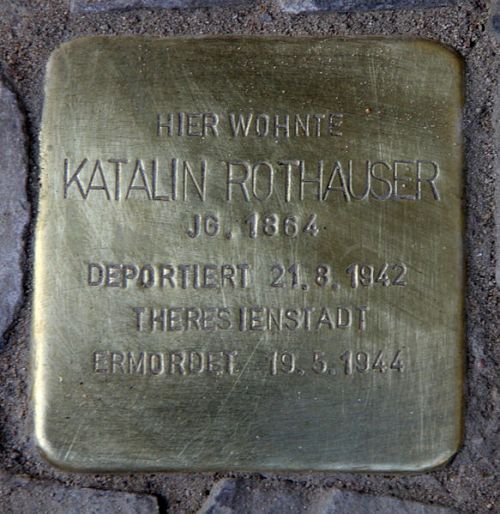 HIER WOHNTE
KATALIN ROTHAUSER
JG. 1864
DEPORTIERT 21.8.1942
THERESIENSTADT
ERMORDET 19.5.1944